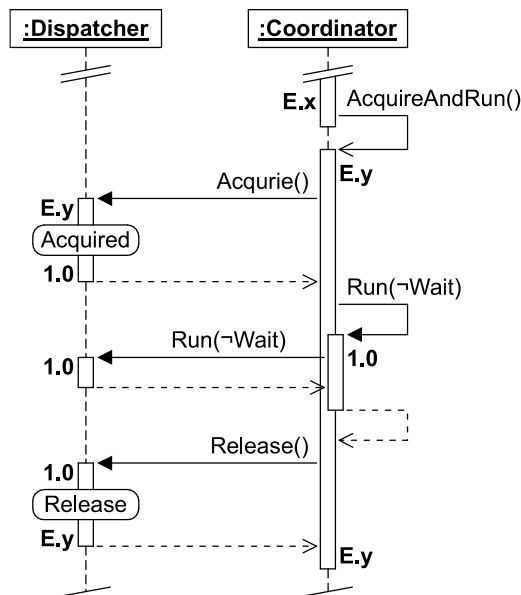 :Dispatcher
:Coordinator
E.x
AcquireAndRun()
E.y
Acqurie()
E.y
Acquired
1.0
Run(¬Wait)
Run(¬Wait)
1.0
1.0
Release()
1.0
Release
E.y
E.y